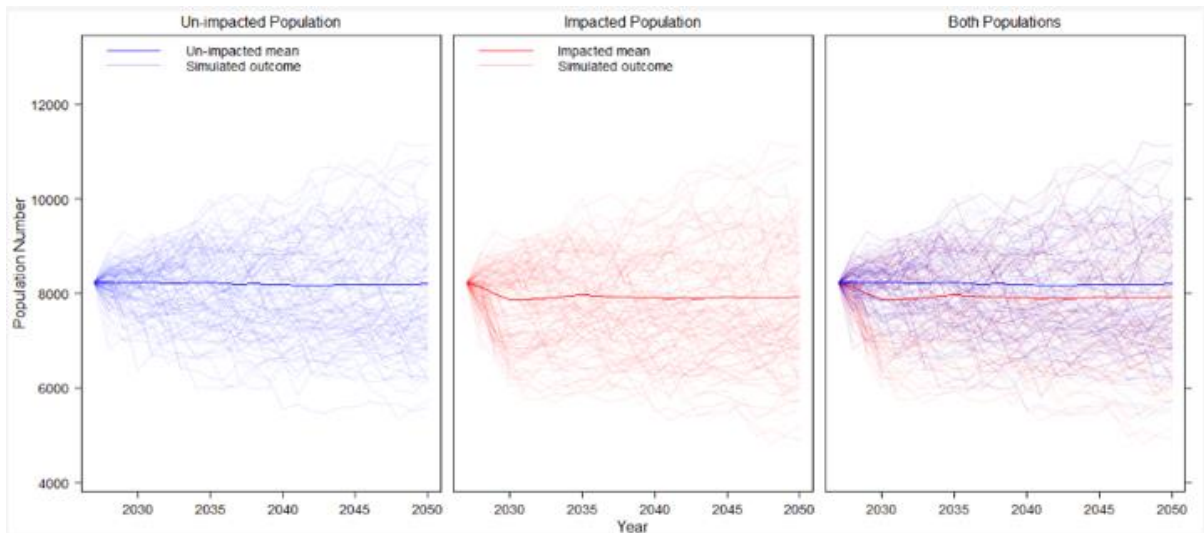 Un-impacted Population
Impacted Population
Both Populations
Un-impacted mean
Simulated outcome
Impacted mean
Simulated outcome
Population Number
12000
10000
8000
6000
4000
2030 2035 2040 2045 2050
2030 2035 2040 2045 2050
2030 2035 2040 2045 2050
Year